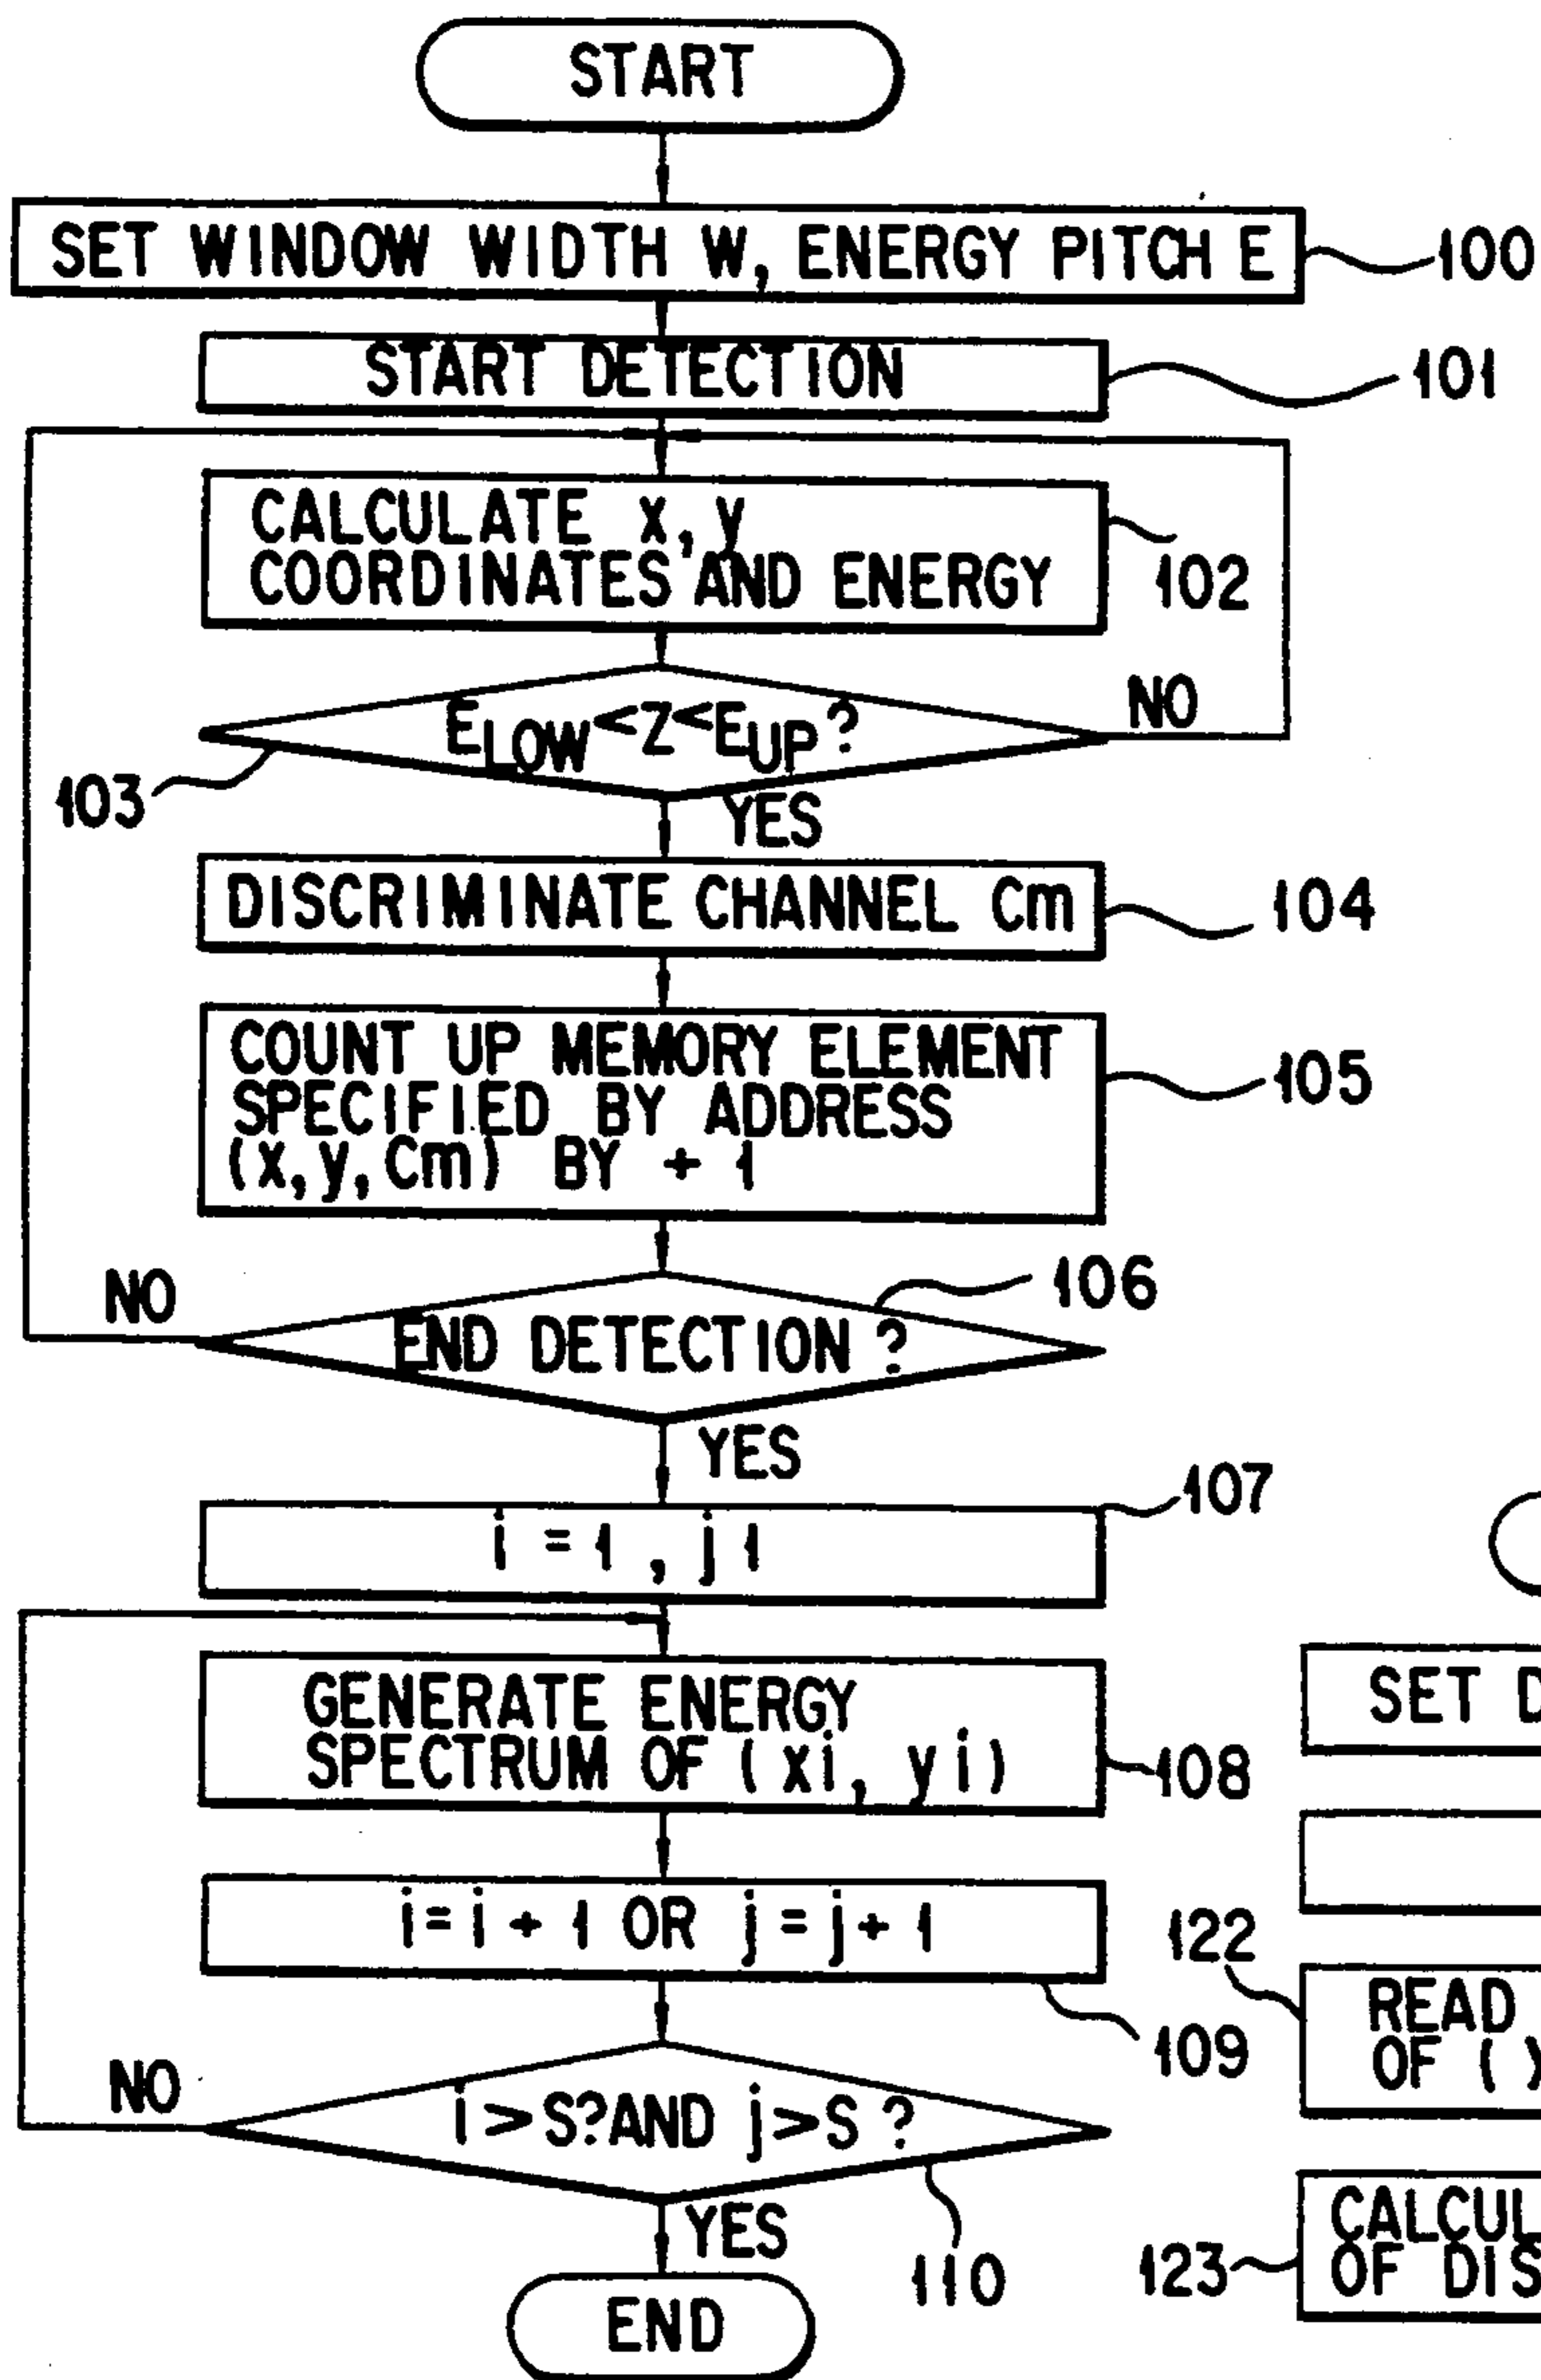 START
SET WINDOW WIDTH W, ENERGY PITCH E
100
START DETECTION
101
CALCULATE x, y
COORDINATES AND ENERGY
102
ELOW<Z<EUP?
NO
103
YES
DISCRIMINATE CHANNEL Cm
104
COUNT UP MEMORY ELEMENT
SPECIFIED BY ADDRESS
(x, y, Cm) BY + 1
105
106
NO
END DETECTION ?
YES
107
i = 1 , j 1
GENERATE ENERGY
SPECTRUM OF (xi, yi)
108
i = i + 1 OR j = j + 1
109
NO
i > S?AND j > S ?
YES
110
END
SET
122
READ
OF (
123
OF